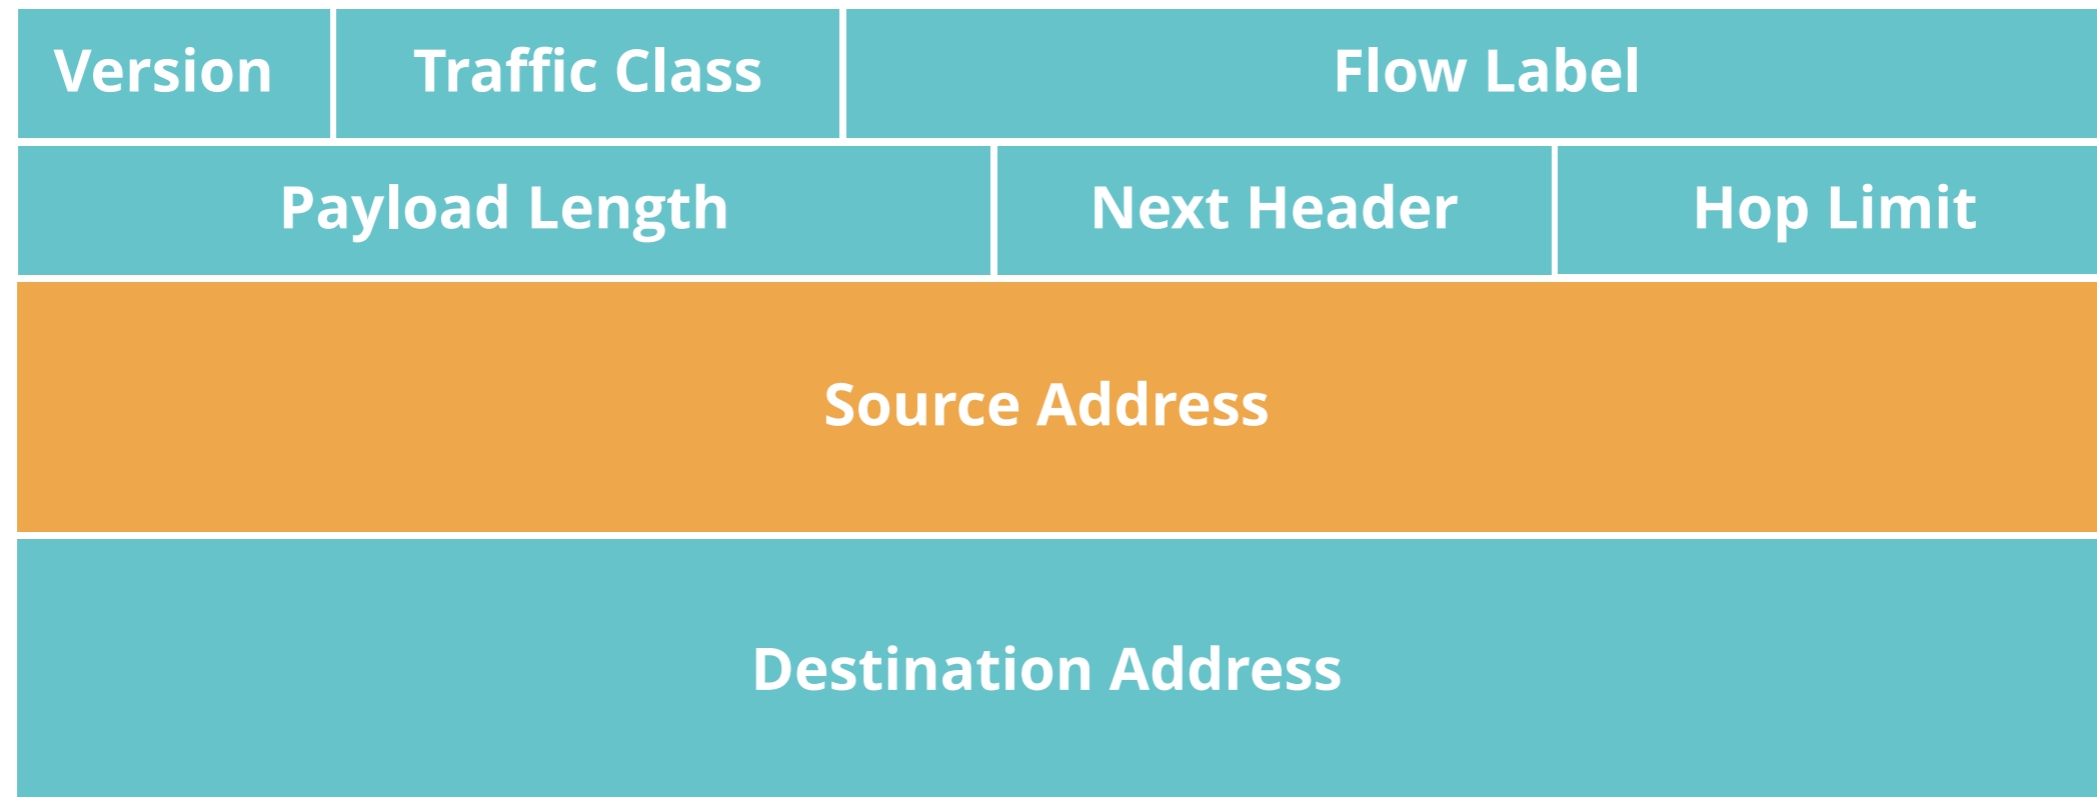 Version Traffic Class Flow Label
Payload Length Next Header Hop Limit
Source Address
Destination Address